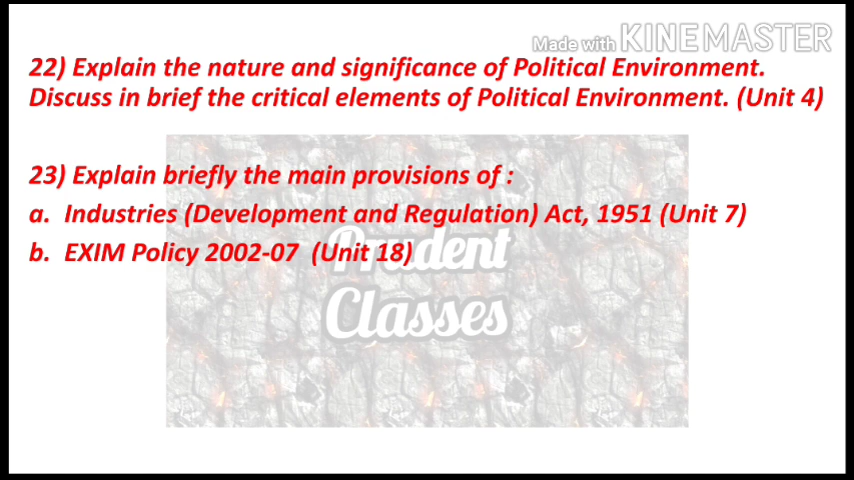 Made with KINEMASTER
22) Explain the nature and significance of Political Environment.
Discuss in brief the critical elements of Political Environment. (Unit 4)
23) Explain briefly the main provisions of :
a. Industries (Development and Regulation) Act, 1951 (Unit 7)
b. EXIM Policy 2002-07 (Unit 18)
Prudent
Classes